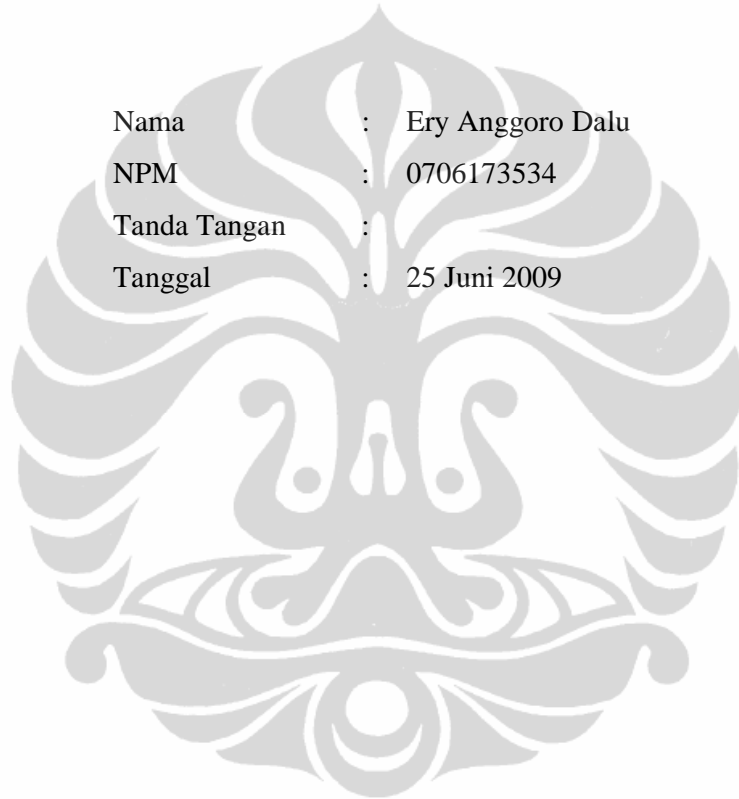 Nama : Ery Anggoro Dalu
NPM : 0706173534
Tanda Tangan :
Tanggal : 25 Juni 2009